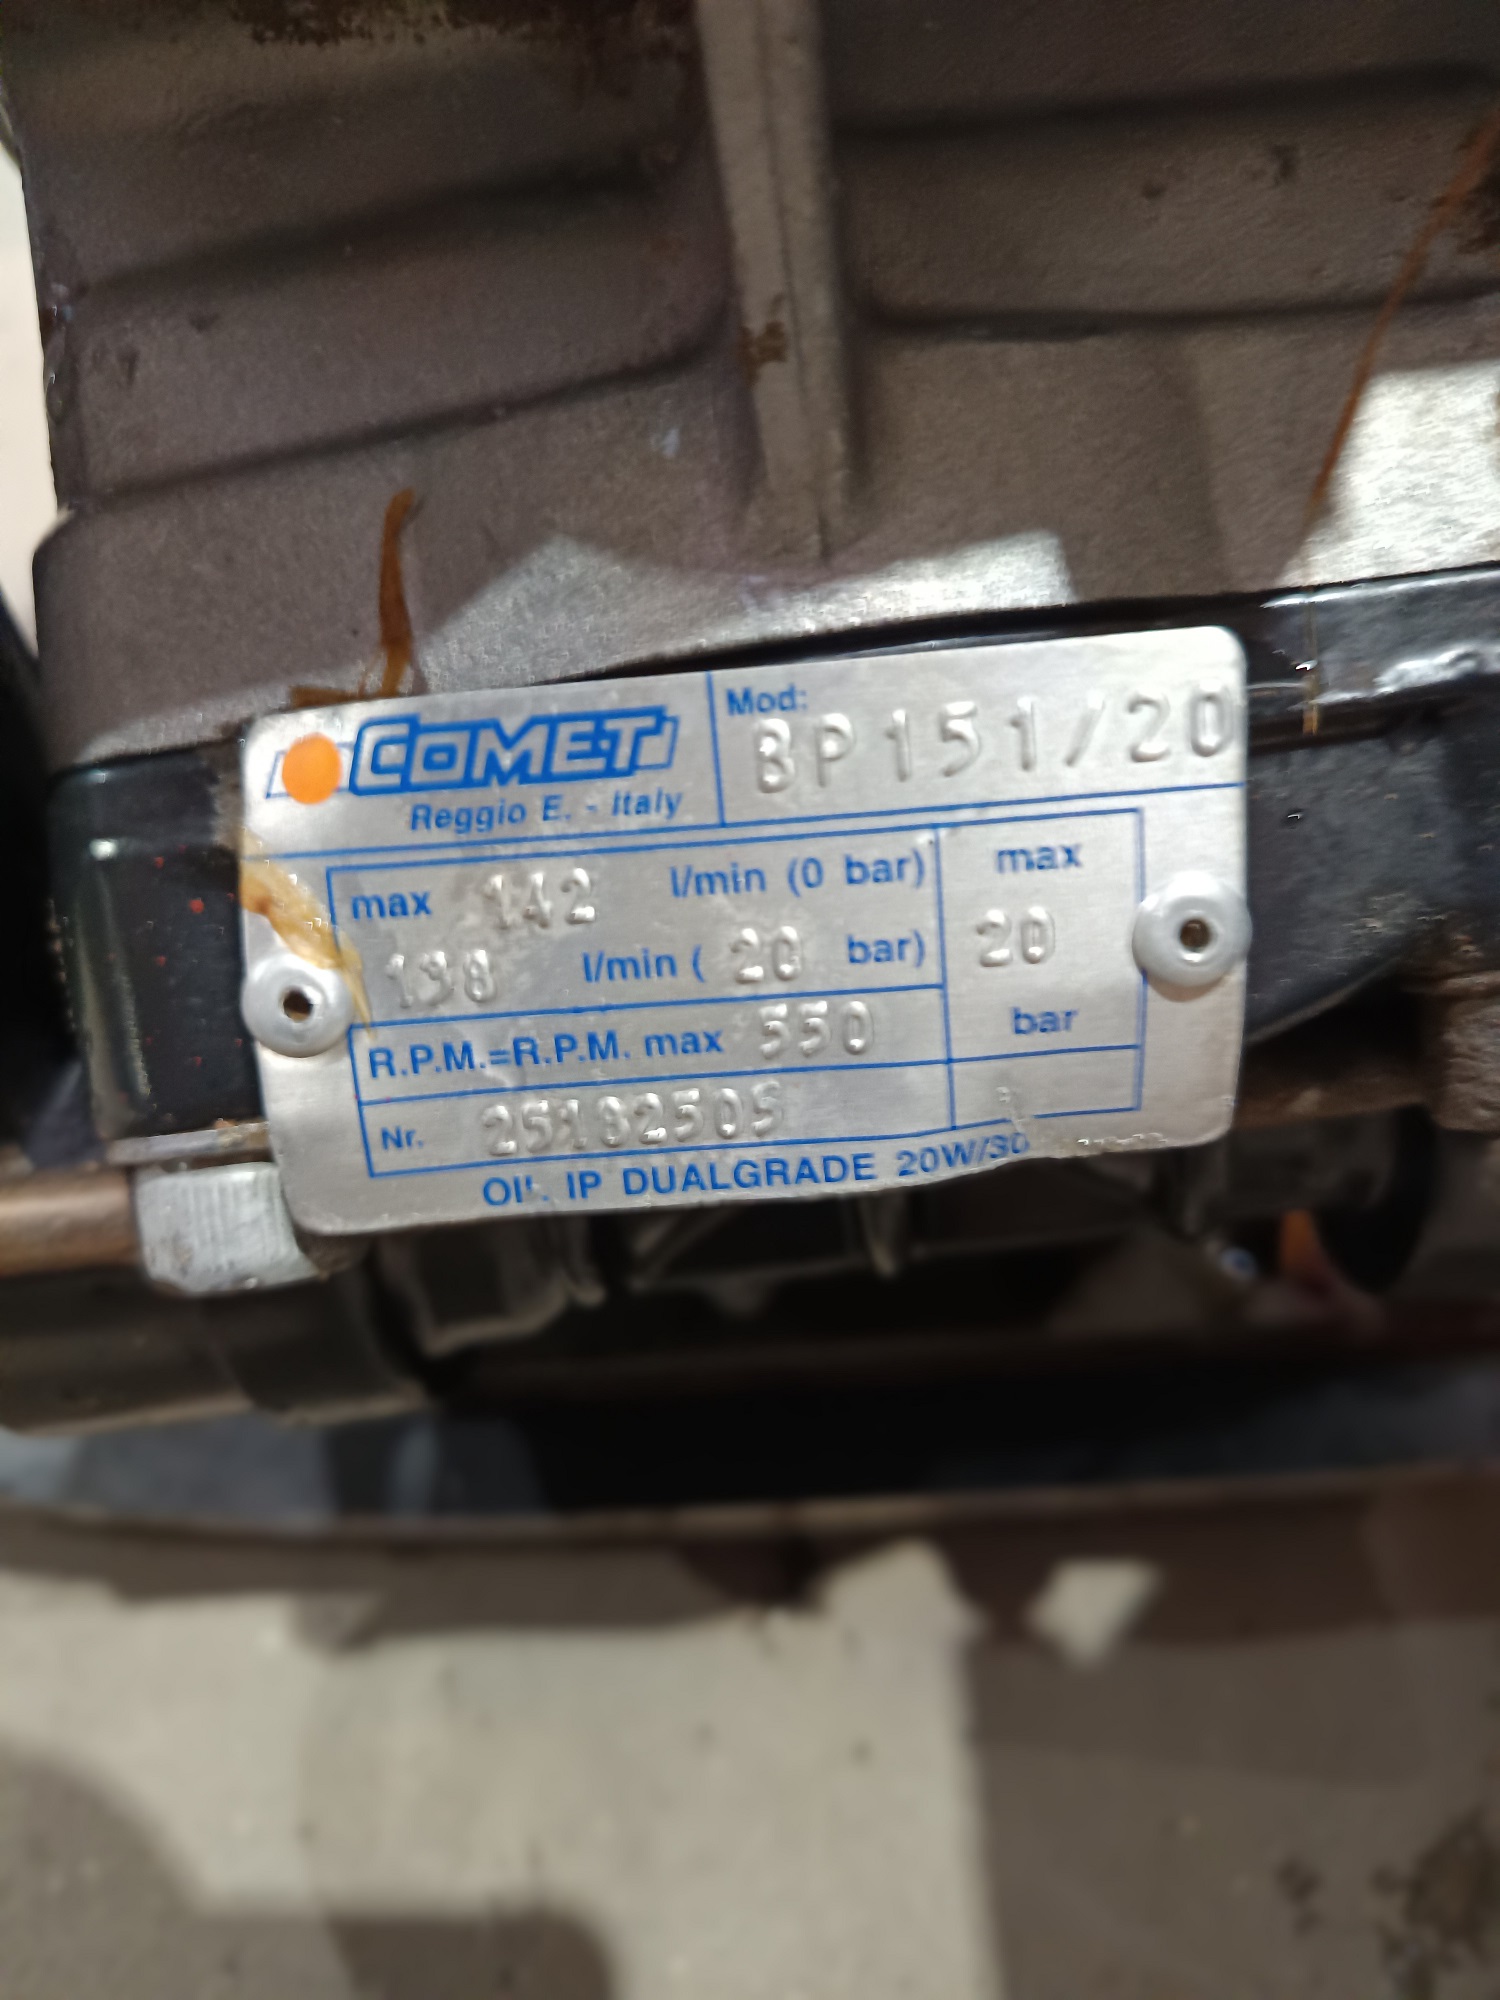 COMET
Reggio E. - Italy
Mod:
BP151/20
max 142 l/min (0 bar)
138 l/min ( 20 bar)
max
20
bar
R.P.M.=R.P.M. max 550
Nr. 25182505
IP DUALGRADE 20W/30